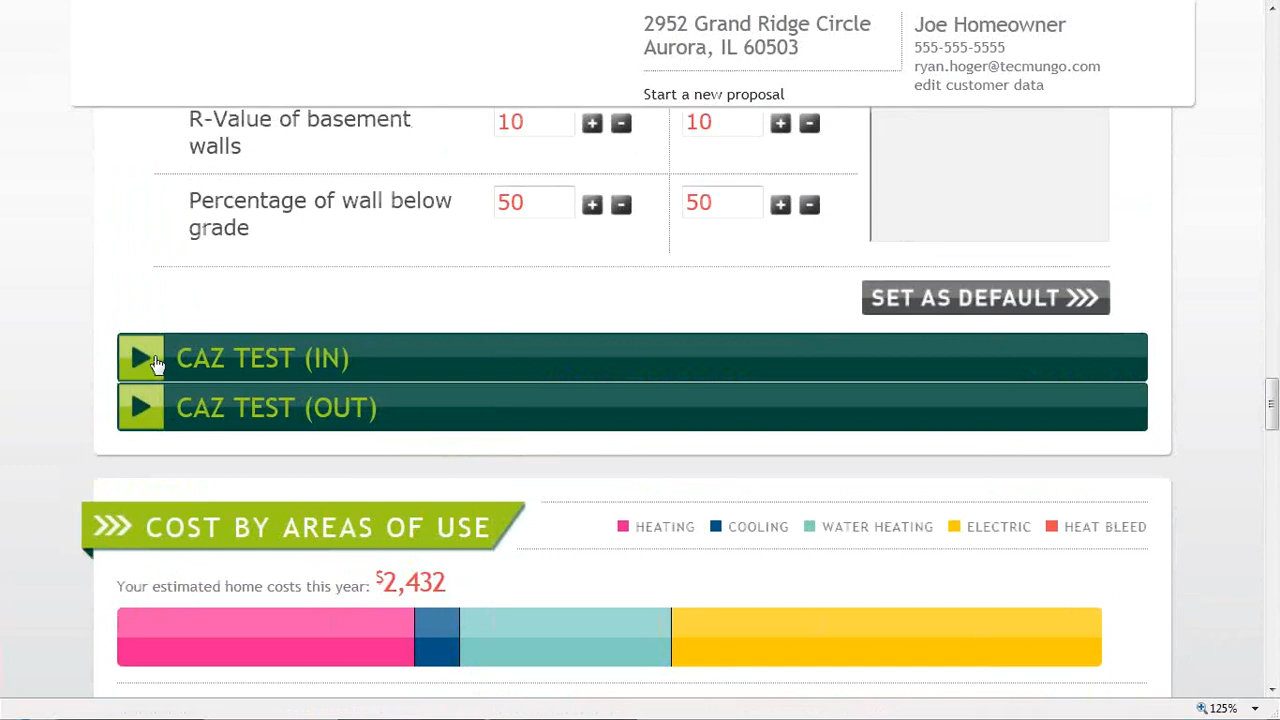 2952 Grand Ridge Circle
Aurora, IL 60503
Joe Homeowner
555-555-5555
ryan.hoger@tecmungo.com
edit customer data
Start a new proposal
R-Value of basement
walls
10 + - 10 + -
Percentage of wall below
grade
50 + - 50 + -
SET AS DEFAULT
CAZ TEST (IN)
CAZ TEST (OUT)
COST BY AREAS OF USE
HEATING COOLING WATER HEATING ELECTRIC HEAT BLEED
Your estimated home costs this year: $2,432
125%